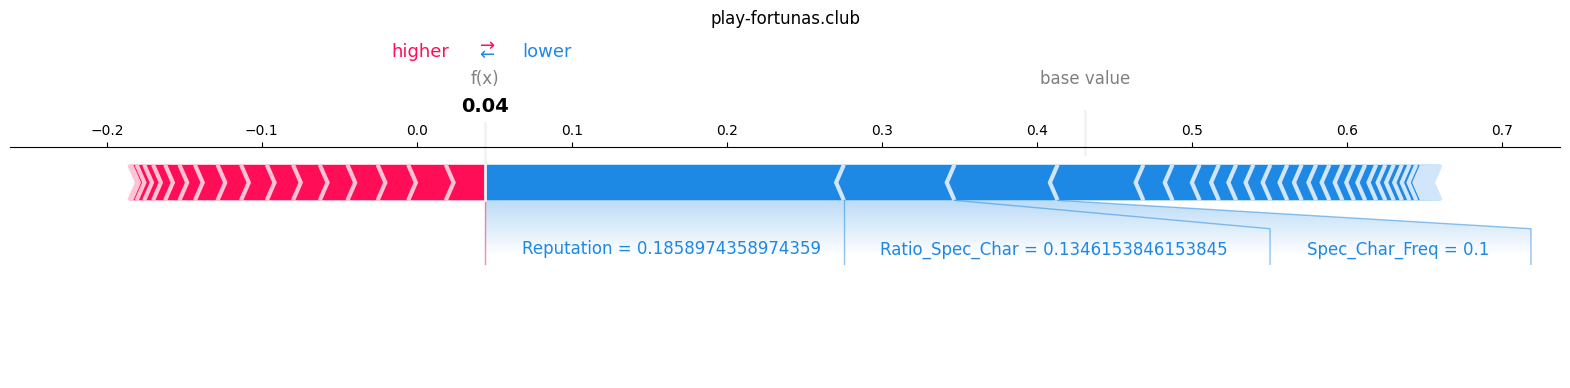 play-fortunas.club
higher ⇄ lower
f(x) base value
0.04
−0.2 −0.1 0.0 0.1 0.2 0.3 0.4 0.5 0.6 0.7
Reputation = 0.1858974358974359 Ratio_Spec_Char = 0.1346153846153845 Spec_Char_Freq = 0.1